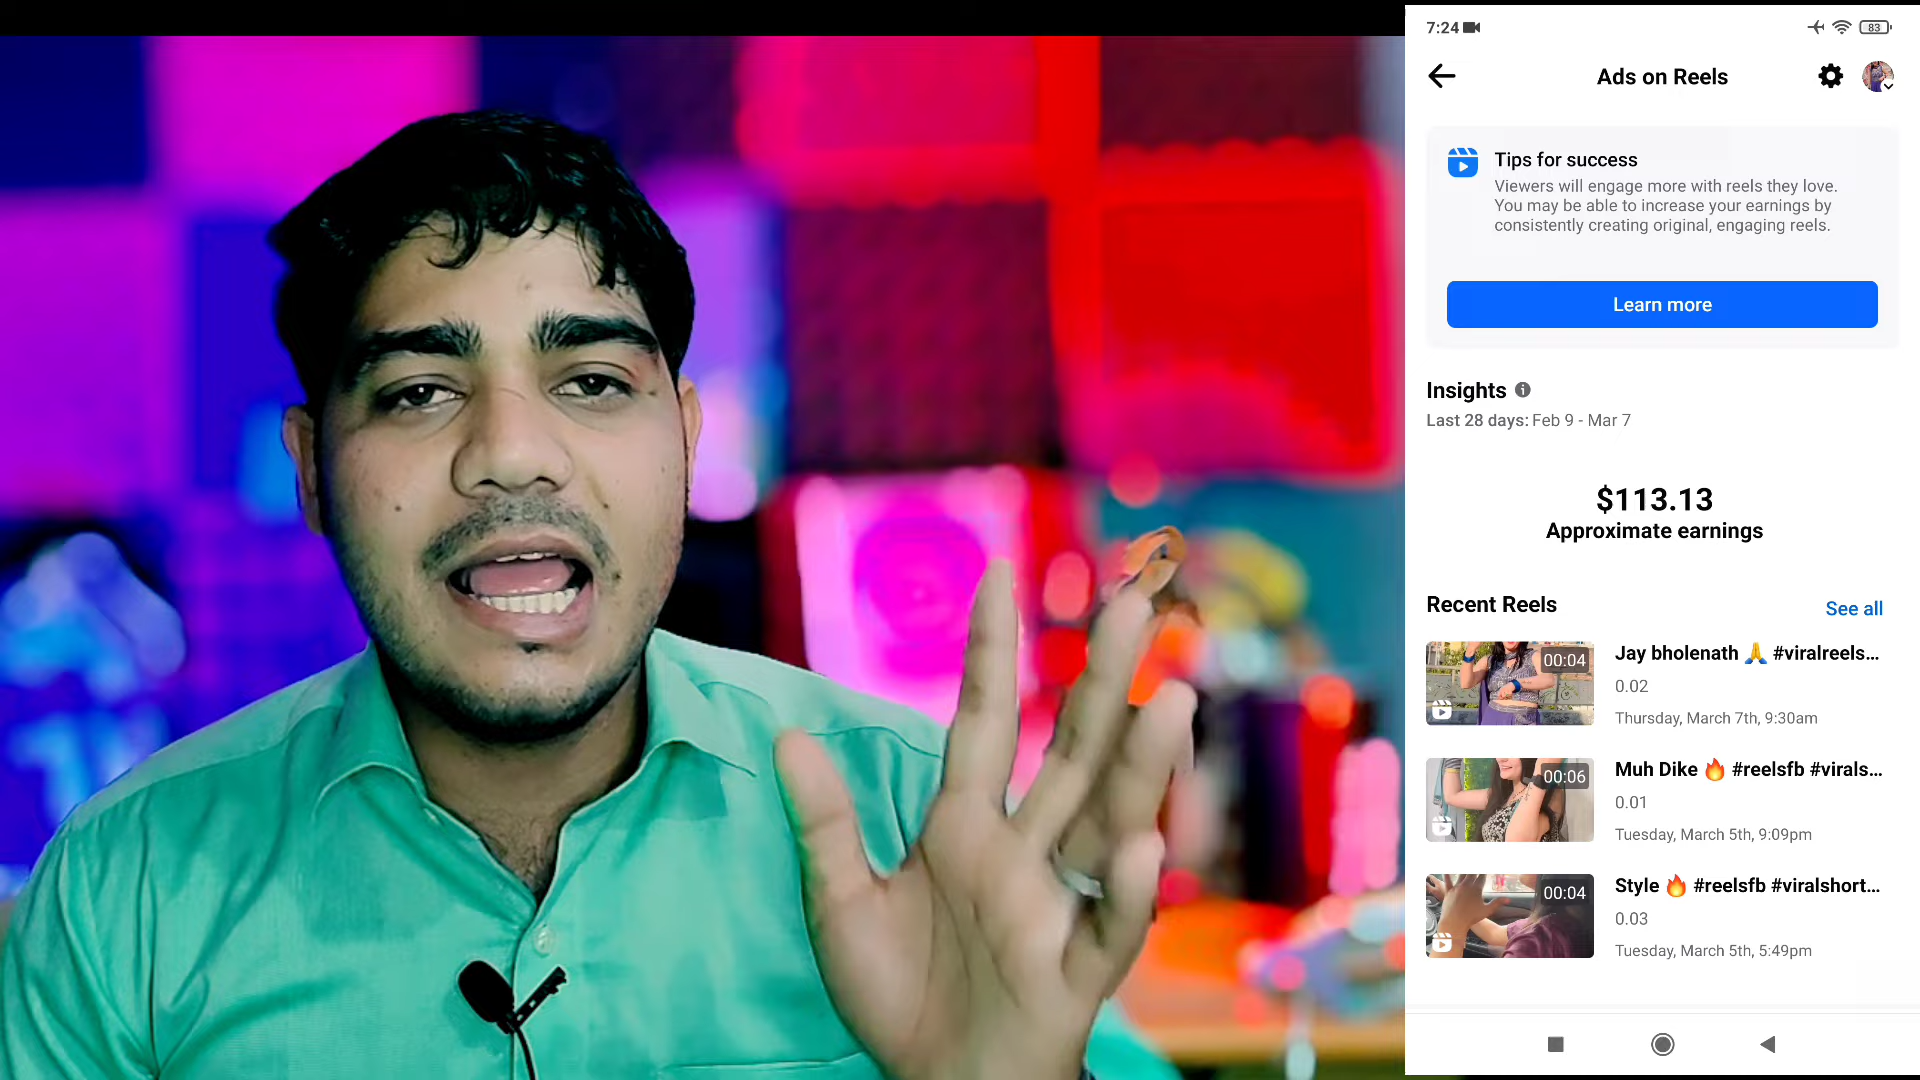 7:24
83
Ads on Reels
Tips for success
Viewers will engage more with reels they love.
You may be able to increase your earnings by
consistently creating original, engaging reels.
Learn more
Insights
Last 28 days: Feb 9 - Mar 7
$113.13
Approximate earnings
Recent Reels
See all
00:04
Jay bholenath 🙏 #viralreels...
0.02
Thursday, March 7th, 9:30am
00:06
Muh Dike 🔥 #reelsfb #virals...
0.01
Tuesday, March 5th, 9:09pm
00:04
Style 🔥 #reelsfb #viralshort...
0.03
Tuesday, March 5th, 5:49pm